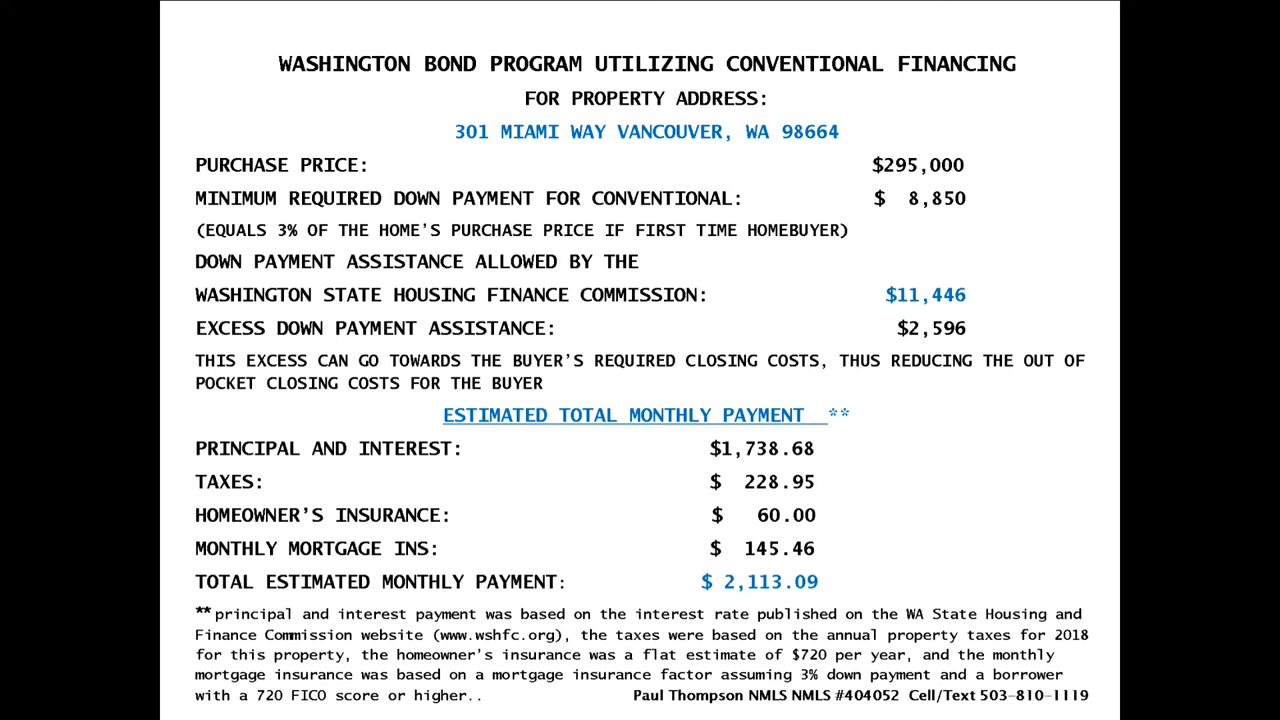 WASHINGTON BOND PROGRAM UTILIZING CONVENTIONAL FINANCING
FOR PROPERTY ADDRESS:
301 MIAMI WAY VANCOUVER, WA 98664
PURCHASE PRICE: $295,000
MINIMUM REQUIRED DOWN PAYMENT FOR CONVENTIONAL: $ 8,850
(EQUALS 3% OF THE HOME'S PURCHASE PRICE IF FIRST TIME HOMEBUYER)
DOWN PAYMENT ASSISTANCE ALLOWED BY THE
WASHINGTON STATE HOUSING FINANCE COMMISSION: $11,446
EXCESS DOWN PAYMENT ASSISTANCE: $2,596
THIS EXCESS CAN GO TOWARDS THE BUYER'S REQUIRED CLOSING COSTS, THUS REDUCING THE OUT OF
POCKET CLOSING COSTS FOR THE BUYER
ESTIMATED TOTAL MONTHLY PAYMENT **
PRINCIPAL AND INTEREST: $1,738.68
TAXES: $ 228.95
HOMEOWNER'S INSURANCE: $ 60.00
MONTHLY MORTGAGE INS: $ 145.46
TOTAL ESTIMATED MONTHLY PAYMENT: $ 2,113.09
**principal and interest payment was based on the interest rate published on the WA State Housing and
Finance Commission website (www.wshfc.org), the taxes were based on the annual property taxes for 2018
for this property, the homeowner's insurance was a flat estimate of $720 per year, and the monthly
mortgage insurance was based on a mortgage insurance factor assuming 3% down payment and a borrower
with a 720 FICO score or higher.. Paul Thompson NMLS NMLS #404052 Cell/Text 503-810-1119